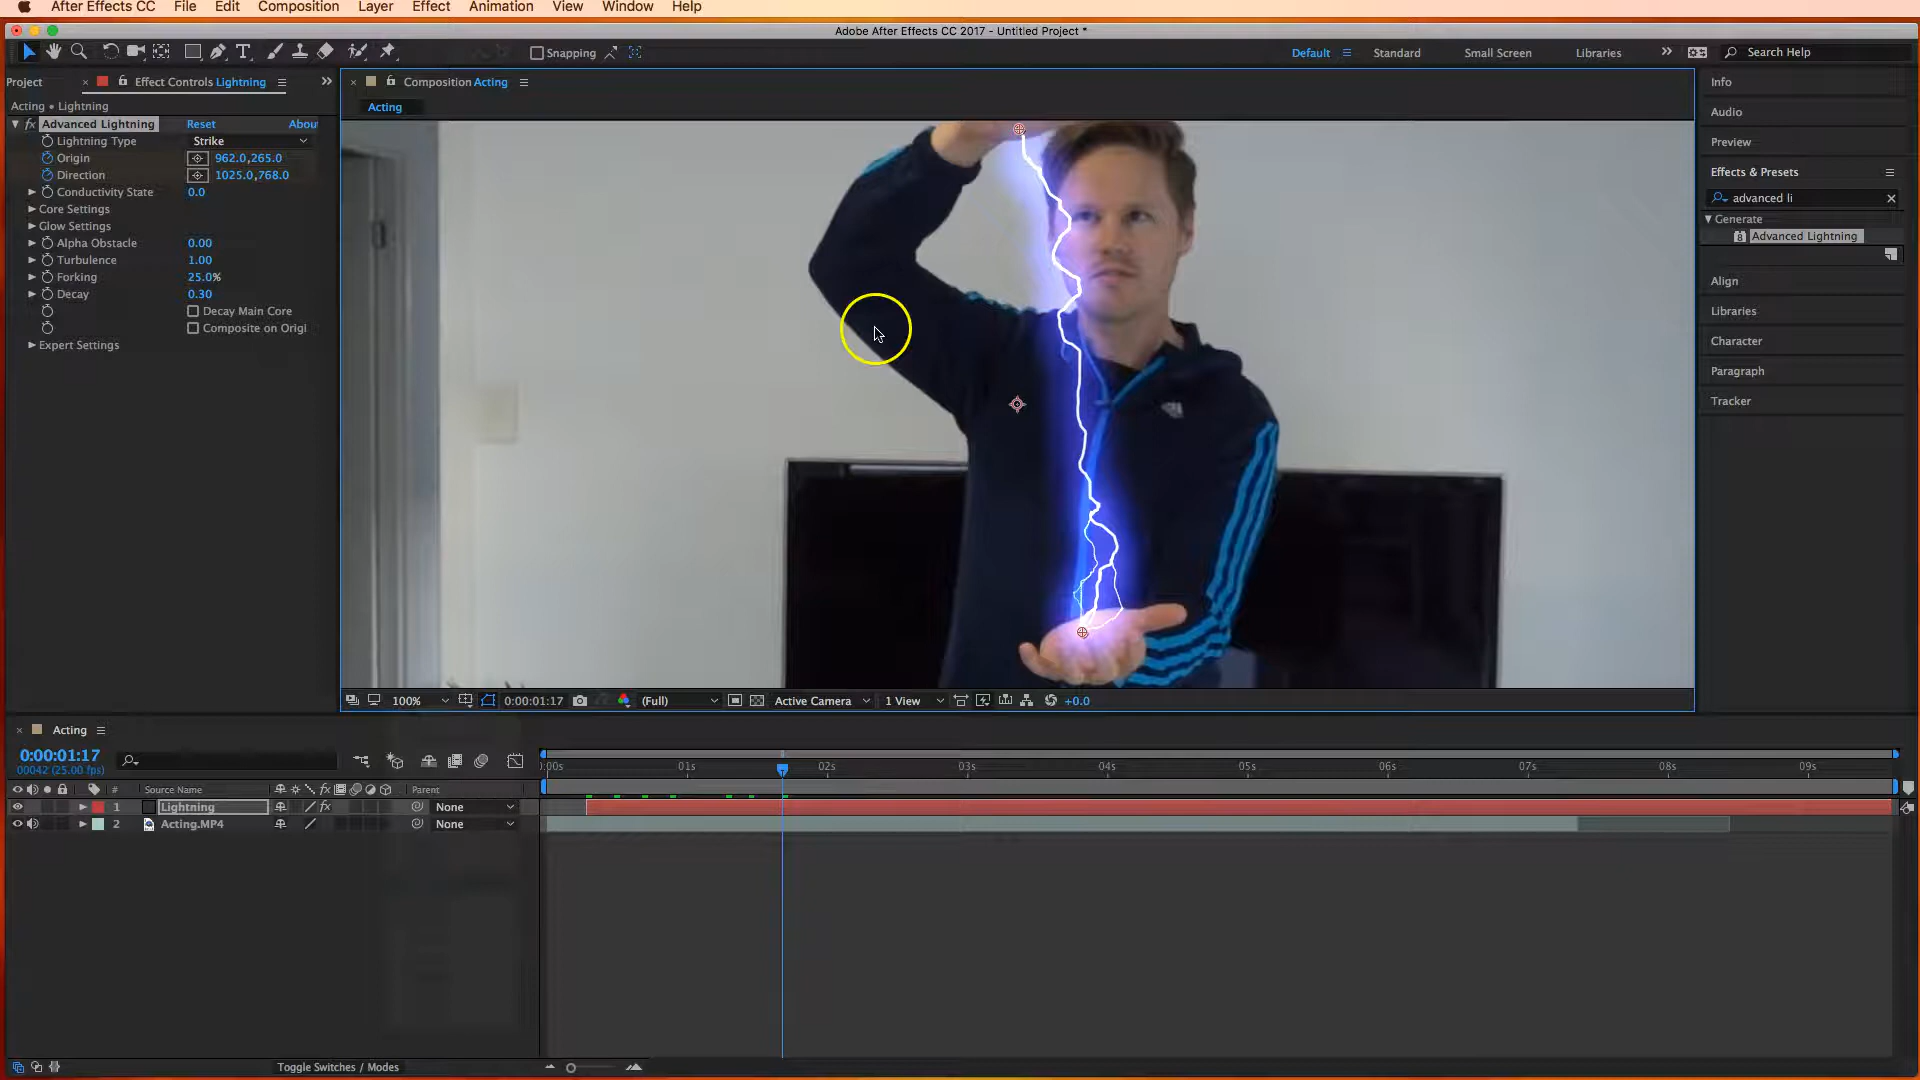 After Effects CC File Edit Composition Layer Effect Animation View Window Help
Adobe After Effects CC 2017 - Untitled Project *
Snapping Default Standard Small Screen Libraries Search Help
Project Effect Controls Lightning
Composition Acting
Info
Acting • Lightning
Acting
Audio
Advanced Lightning Reset Abou
Lightning Type Strike
Preview
Origin 962.0,265.0
Direction 1025.0,768.0
Effects & Presets
Conductivity State 0.0
advanced li
Core Settings
Generate
Glow Settings
Advanced Lightning
Alpha Obstacle 0.00
Turbulence 1.00
Forking 25.0%
Align
Decay 0.30
Decay Main Core
Libraries
Composite on Origi
Expert Settings
Character
Paragraph
Tracker
100% 0:00:01:17 (Full) Active Camera 1 View +0.0
Acting
0:00:01:17
00042 (25.00 fps)
:00s 01s 02s 03s 04s 05s 06s 07s 08s 09s
# Source Name fx Parent
1 Lightning fx None
2 Acting.MP4 None
Toggle Switches / Modes